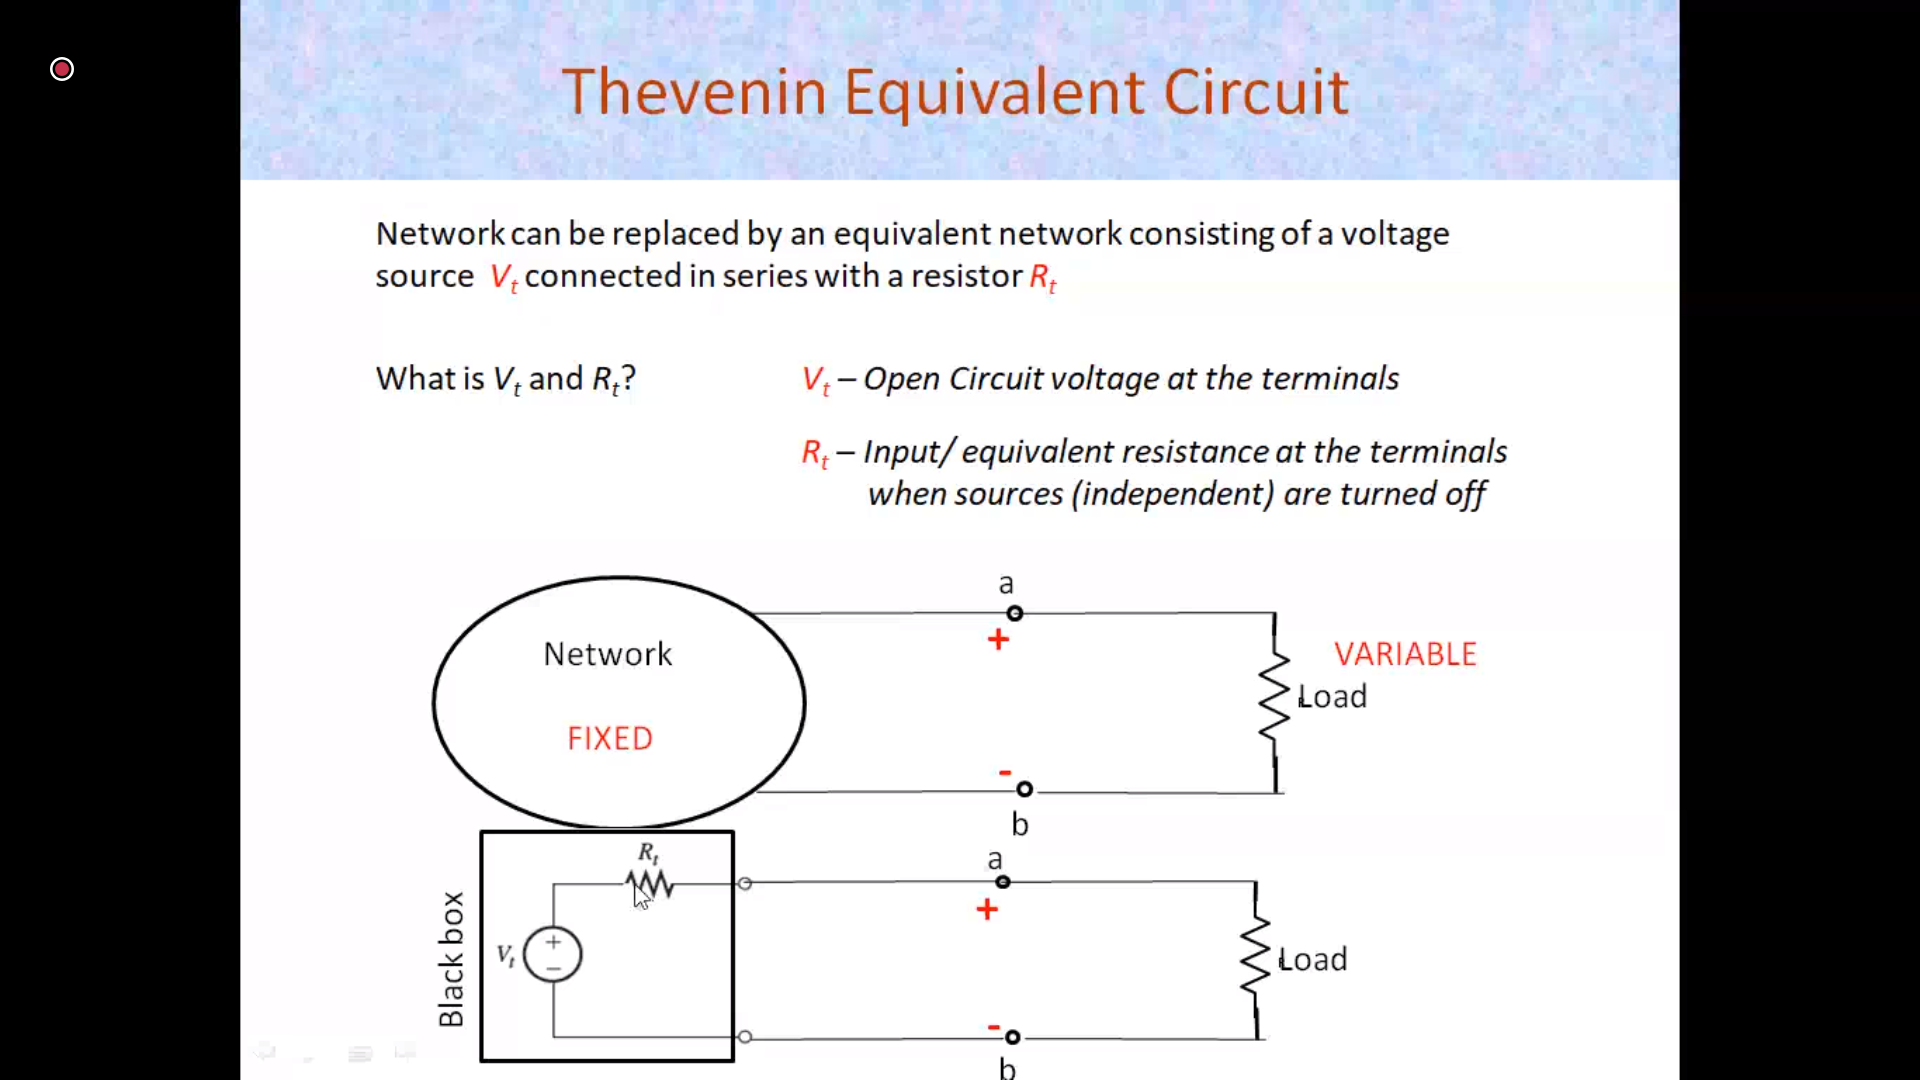 Thevenin Equivalent Circuit
Network can be replaced by an equivalent network consisting of a voltage
source Vt connected in series with a resistor Rt
What is Vt and Rt?
Vt – Open Circuit voltage at the terminals
Rt – Input/ equivalent resistance at the terminals
when sources (independent) are turned off
a
+
Network
FIXED
VARIABLE
Load
-
b
Black box
Rt
Vt
+
−
a
+
Load
-
b